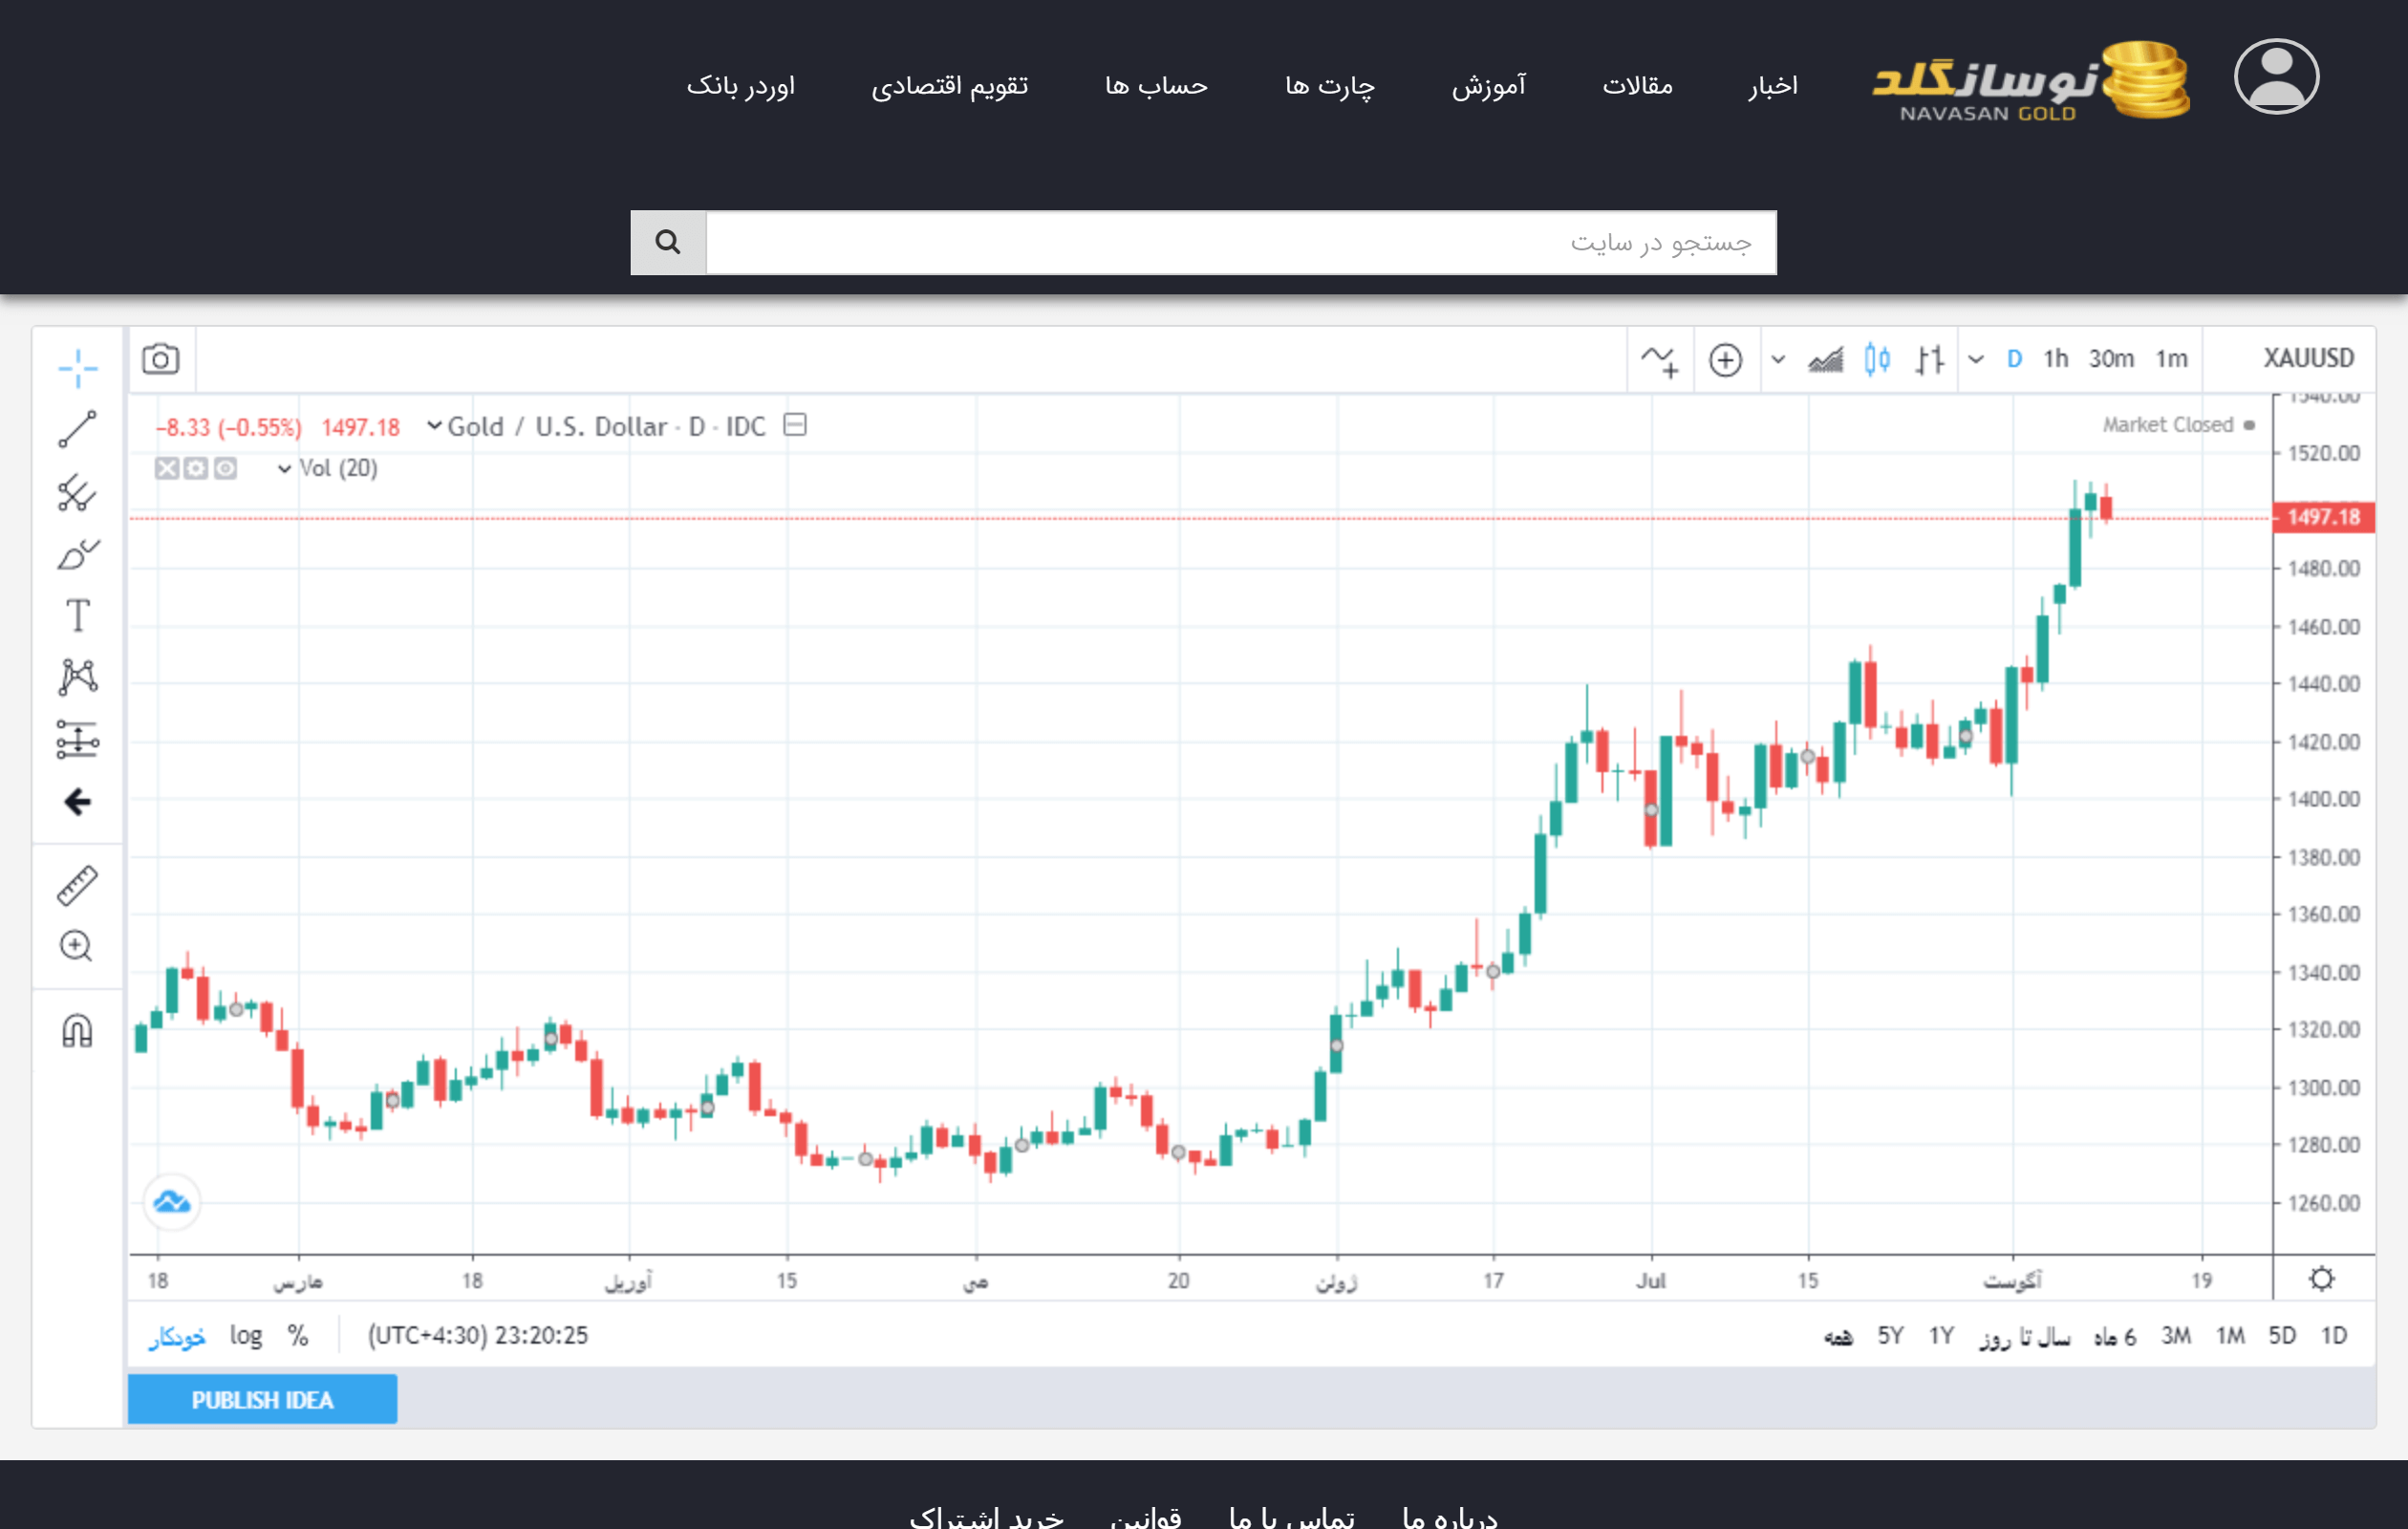 نوسازگلد
NAVASAN GOLD
اخبار
مقالات
آموزش
چارت ها
حساب ها
تقویم اقتصادی
اوردر بانک
جستجو در سایت
XAUUSD
1m
30m
1h
D
Gold / U.S. Dollar · D · IDC
1497.18
−8.33 (−0.55%)
Vol (20)
Market Closed
1540.00
1520.00
1497.18
1480.00
1460.00
1440.00
1420.00
1400.00
1380.00
1360.00
1340.00
1320.00
1300.00
1280.00
1260.00
18
مارس
18
آوریل
15
می
20
ژوئن
17
Jul
15
آگوست
19
1D
5D
1M
3M
6 ماه
سال تا روز
1Y
5Y
همه
23:20:25 (UTC+4:30)
%
log
خودکار
PUBLISH IDEA
درباره ما
تماس با ما
قوانین
خرید اشتراک